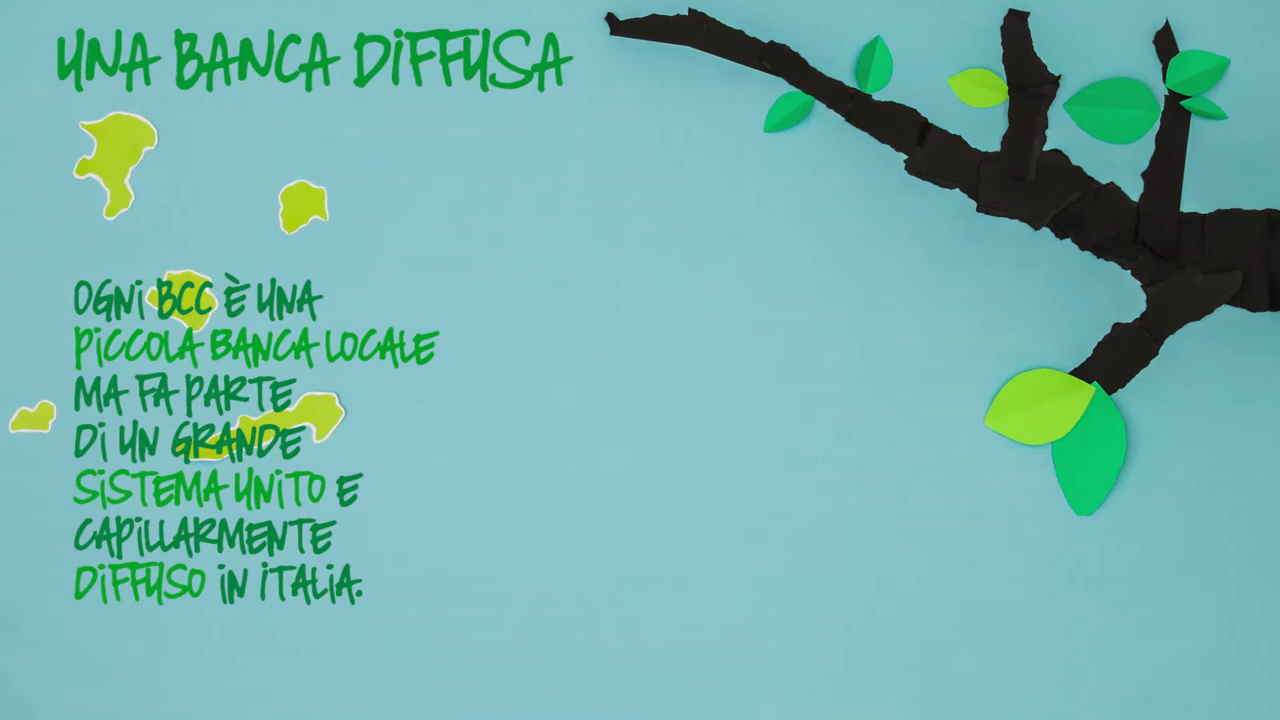 UNA BANCA DiFFUSA
OGNi BCC È UNA
PiCCOLA BANCA LOCALE
MA FA PARTE
Di UN GRANDE
SiSTEMA UNiTO E
CAPiLLARMENTE
DiFFUSO iN iTALiA.